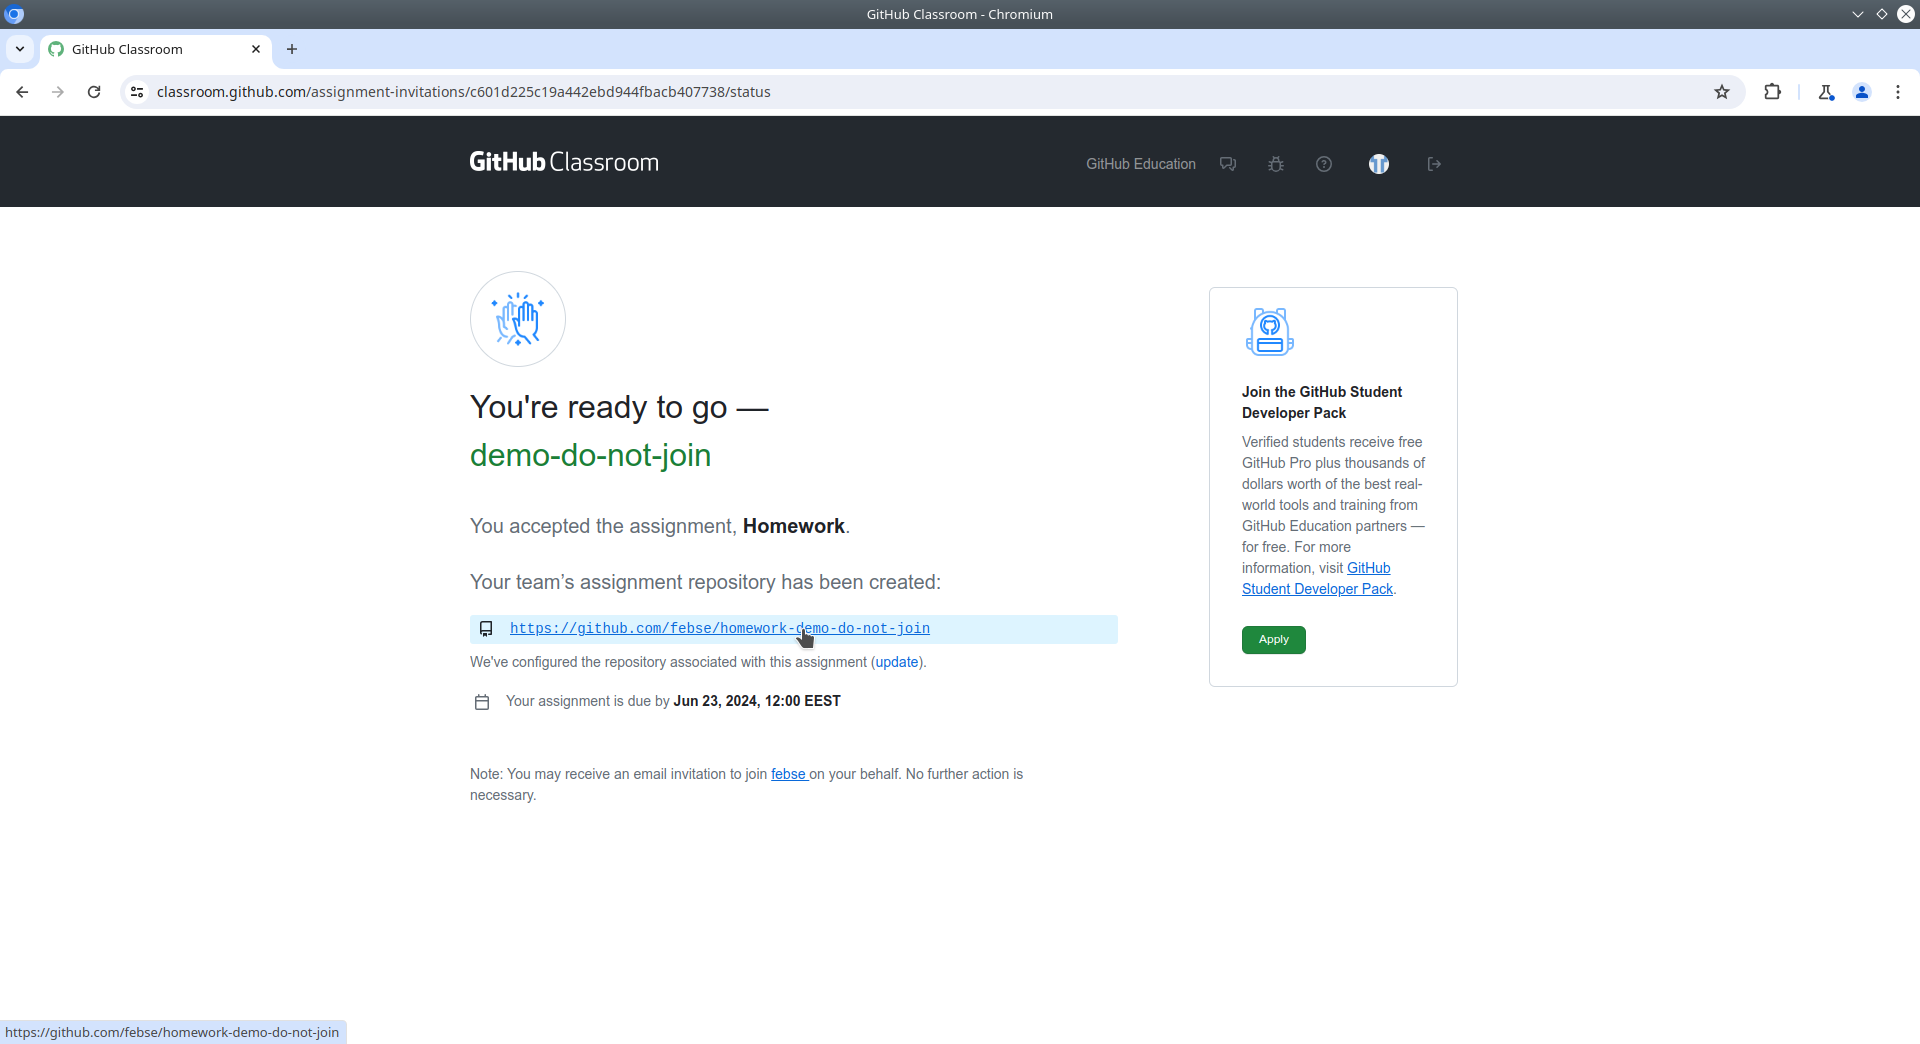 GitHub Classroom - Chromium
GitHub Classroom
classroom.github.com/assignment-invitations/c601d225c19a442ebd944fbacb407738/status
GitHub Classroom
GitHub Education
You're ready to go —
demo-do-not-join
You accepted the assignment, Homework.
Your team’s assignment repository has been created:
https://github.com/febse/homework-demo-do-not-join
We've configured the repository associated with this assignment (update).
Your assignment is due by Jun 23, 2024, 12:00 EEST
Note: You may receive an email invitation to join febse on your behalf. No further action is
necessary.
Join the GitHub Student
Developer Pack
Verified students receive free
GitHub Pro plus thousands of
dollars worth of the best real-
world tools and training from
GitHub Education partners —
for free. For more
information, visit GitHub
Student Developer Pack.
Apply
https://github.com/febse/homework-demo-do-not-join